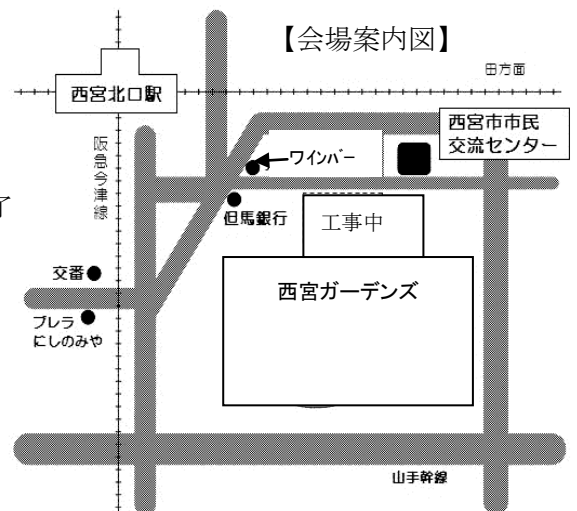 【会場案内図】
田方面
西宮北口駅
西宮市市民
交流センター
阪急今津線
ワインバー
了
但馬銀行
工事中
交番
西宮ガーデンズ
プレラ
にしのみや
山手幹線